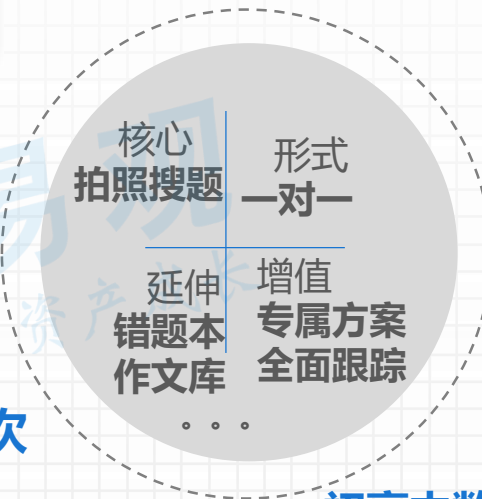 核心
拍照搜题
形式
一对一
延伸
错题本
作文库
增值
专属方案
全面跟踪
。。。
次